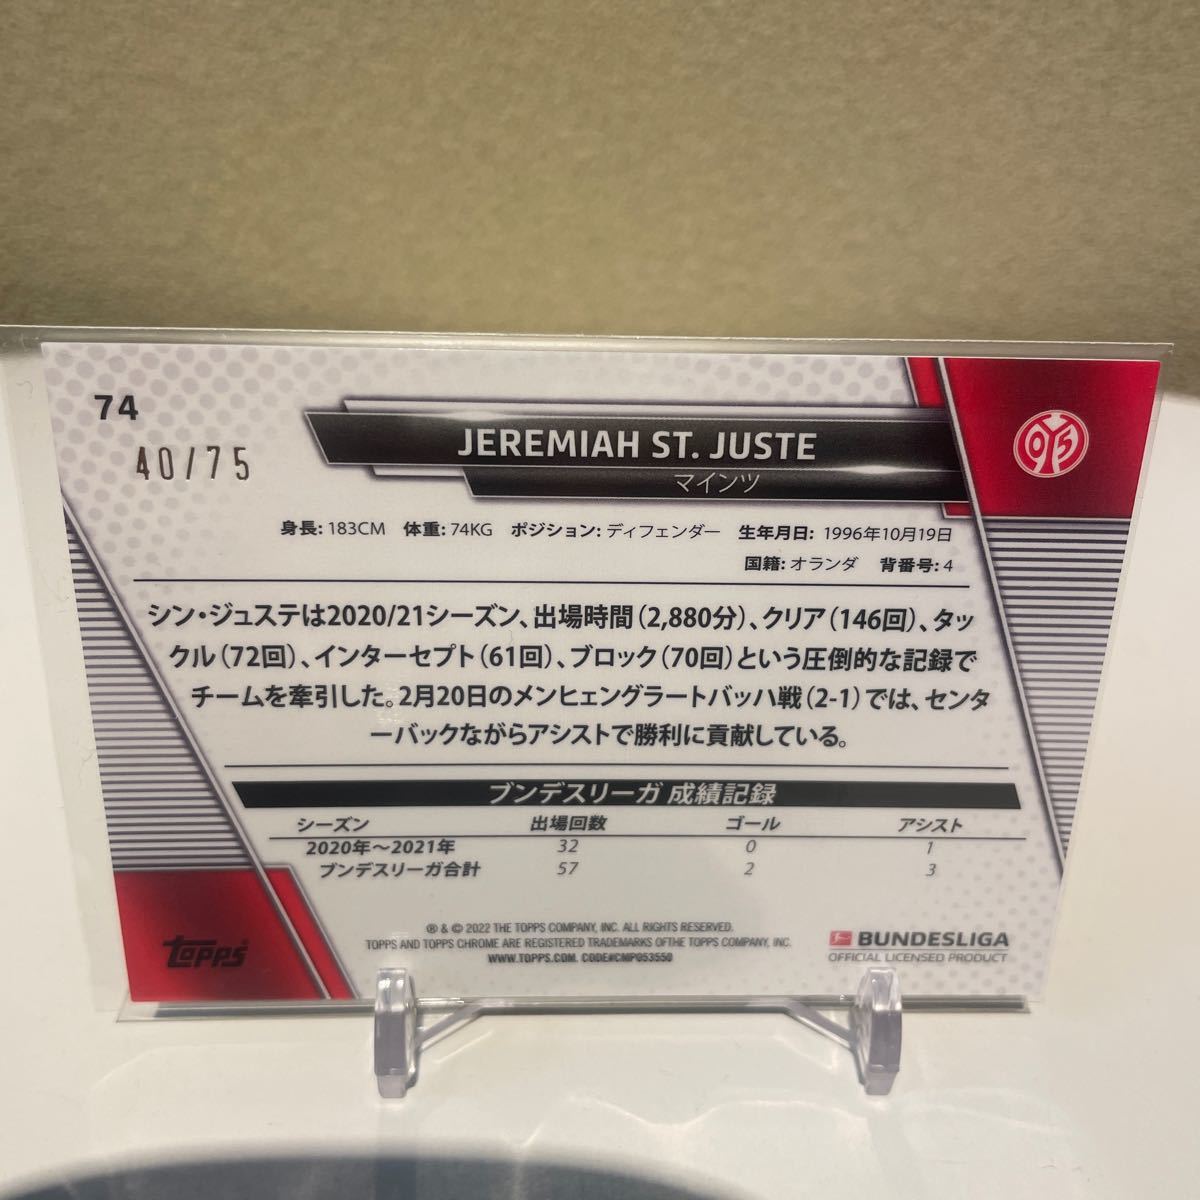 74
40/75
JEREMIAH ST. JUSTE
マインツ
身長: 183CM 体重: 74KG ポジション: ディフェンダー 生年月日: 1996年10月19日
国籍: オランダ 背番号: 4
シン・ジュステは2020/21シーズン、出場時間(2,880分)、クリア(146回)、タッ
クル(72回)、インターセプト(61回)、ブロック(70回)という圧倒的な記録で
チームを牽引した。2月20日のメンヒェングラートバッハ戦(2-1)では、センタ
ーバックながらアシストで勝利に貢献している。
ブンデスリーガ 成績記録
シーズン 出場回数 ゴール アシスト
2020年~2021年 32 0 1
ブンデスリーガ合計 57 2 3
® & © 2022 THE TOPPS COMPANY, INC. ALL RIGHTS RESERVED.
TOPPS AND TOPPS CHROME ARE REGISTERED TRADEMARKS OFTHE TOPPS COMPANY, INC.
WWW.TOPPS.COM. CODE#CMP053550
topps
BUNDESLIGA
OFFICIAL LICENSED PRODUCT